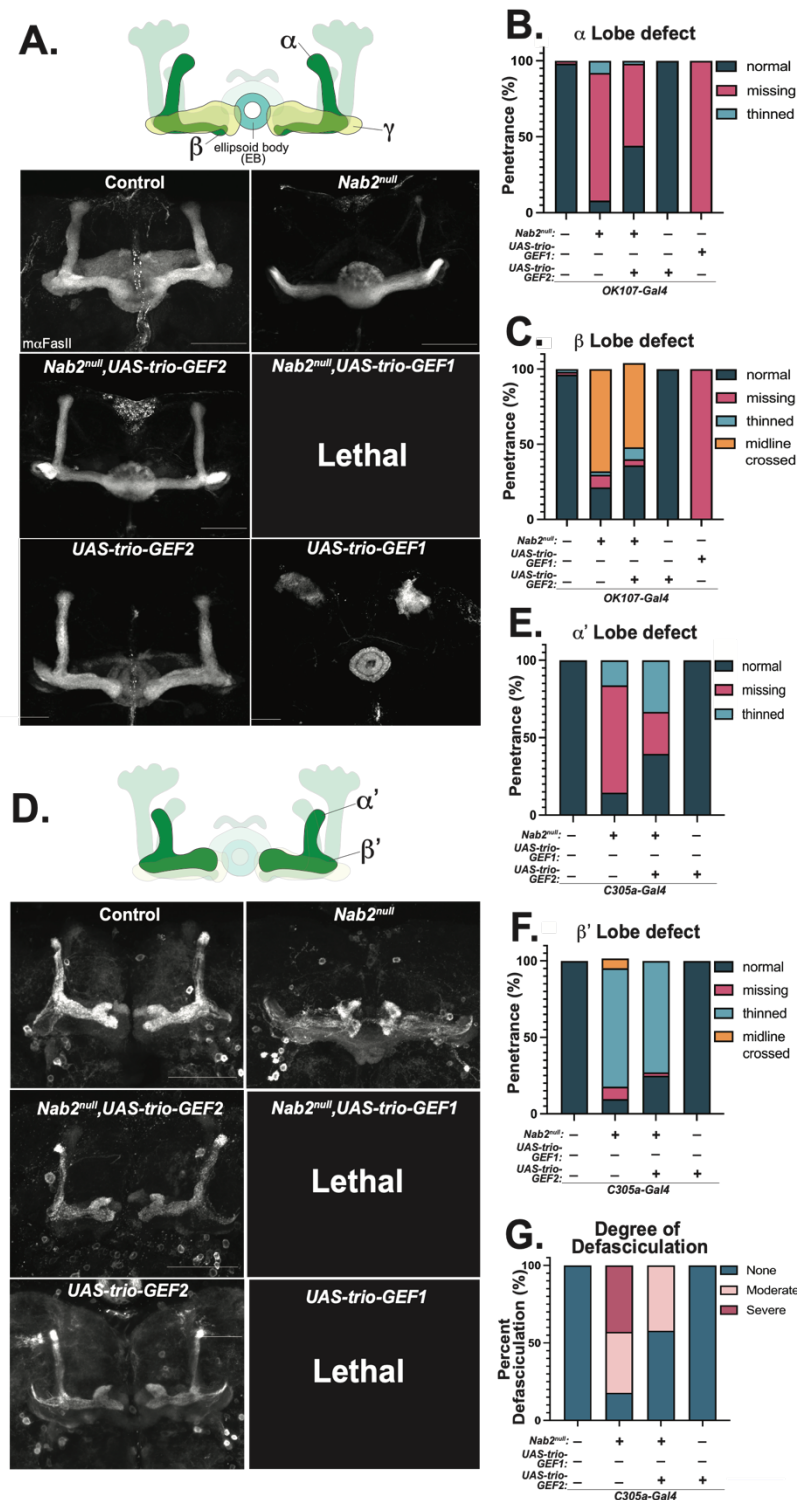 A.
α
β
ellipsoid body
(EB)
γ
Control
Nab2null
mαFasII
Nab2null,UAS-trio-GEF2
Nab2null,UAS-trio-GEF1
Lethal
UAS-trio-GEF2
UAS-trio-GEF1
B.
α Lobe defect
Penetrance (%)
100
50
0
normal
missing
thinned
Nab2null: – + + – –
UAS-trio-GEF1: – – – – +
UAS-trio-GEF2: – – + + –
OK107-Gal4
C.
β Lobe defect
Penetrance (%)
100
50
0
normal
missing
thinned
midline
crossed
Nab2null: – + + – –
UAS-trio-GEF1: – – – – +
UAS-trio-GEF2: – – + + –
OK107-Gal4
D.
α’
β’
Control
Nab2null
Nab2null,UAS-trio-GEF2
Nab2null,UAS-trio-GEF1
Lethal
UAS-trio-GEF2
UAS-trio-GEF1
Lethal
E.
α’ Lobe defect
Penetrance (%)
100
50
0
normal
missing
thinned
Nab2null: – + + –
UAS-trio-
GEF1: – – – –
UAS-trio-
GEF2: – – + +
C305a-Gal4
F.
β’ Lobe defect
Penetrance (%)
100
50
0
normal
missing
thinned
midline
crossed
Nab2null: – + + –
UAS-trio-
GEF1: – – – –
UAS-trio-
GEF2: – – + +
C305a-Gal4
G.
Degree of
Defasciculation
Percent
Defasciculation (%)
100
50
0
None
Moderate
Severe
Nab2null: – + + –
UAS-trio-
GEF1: – – – –
UAS-trio-
GEF2: – – + +
C305a-Gal4